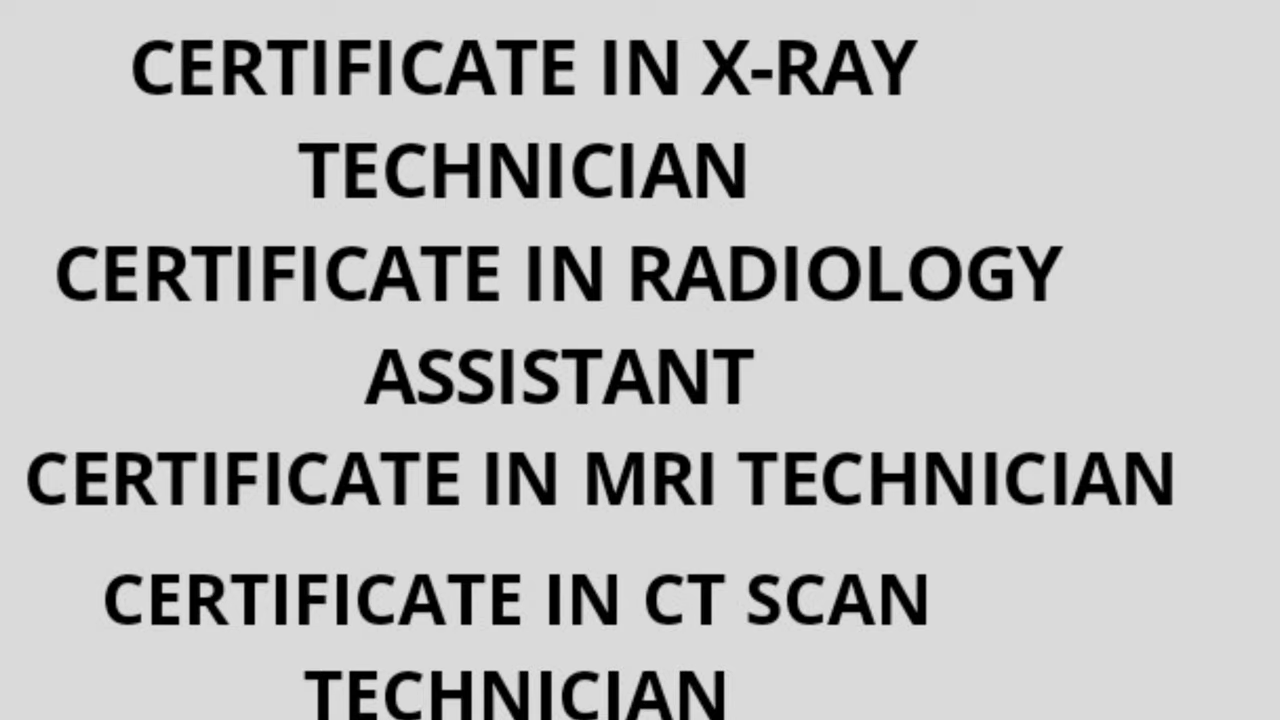 CERTIFICATE IN X-RAY
TECHNICIAN
CERTIFICATE IN RADIOLOGY
ASSISTANT
CERTIFICATE IN MRI TECHNICIAN
CERTIFICATE IN CT SCAN
TECHNICIAN